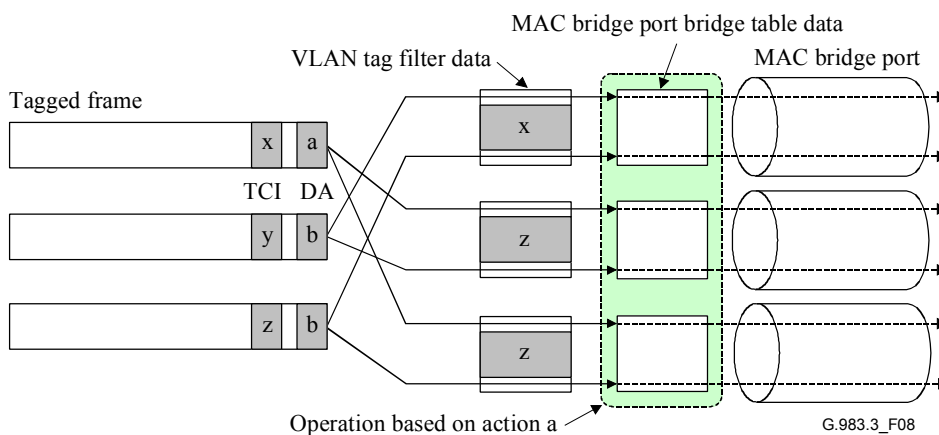 MAC bridge port bridge table data
VLAN tag filter data
MAC bridge port
Tagged frame
x a
x
TCI DA
y b
z
z b
z
Operation based on action a
G.983.3_F08